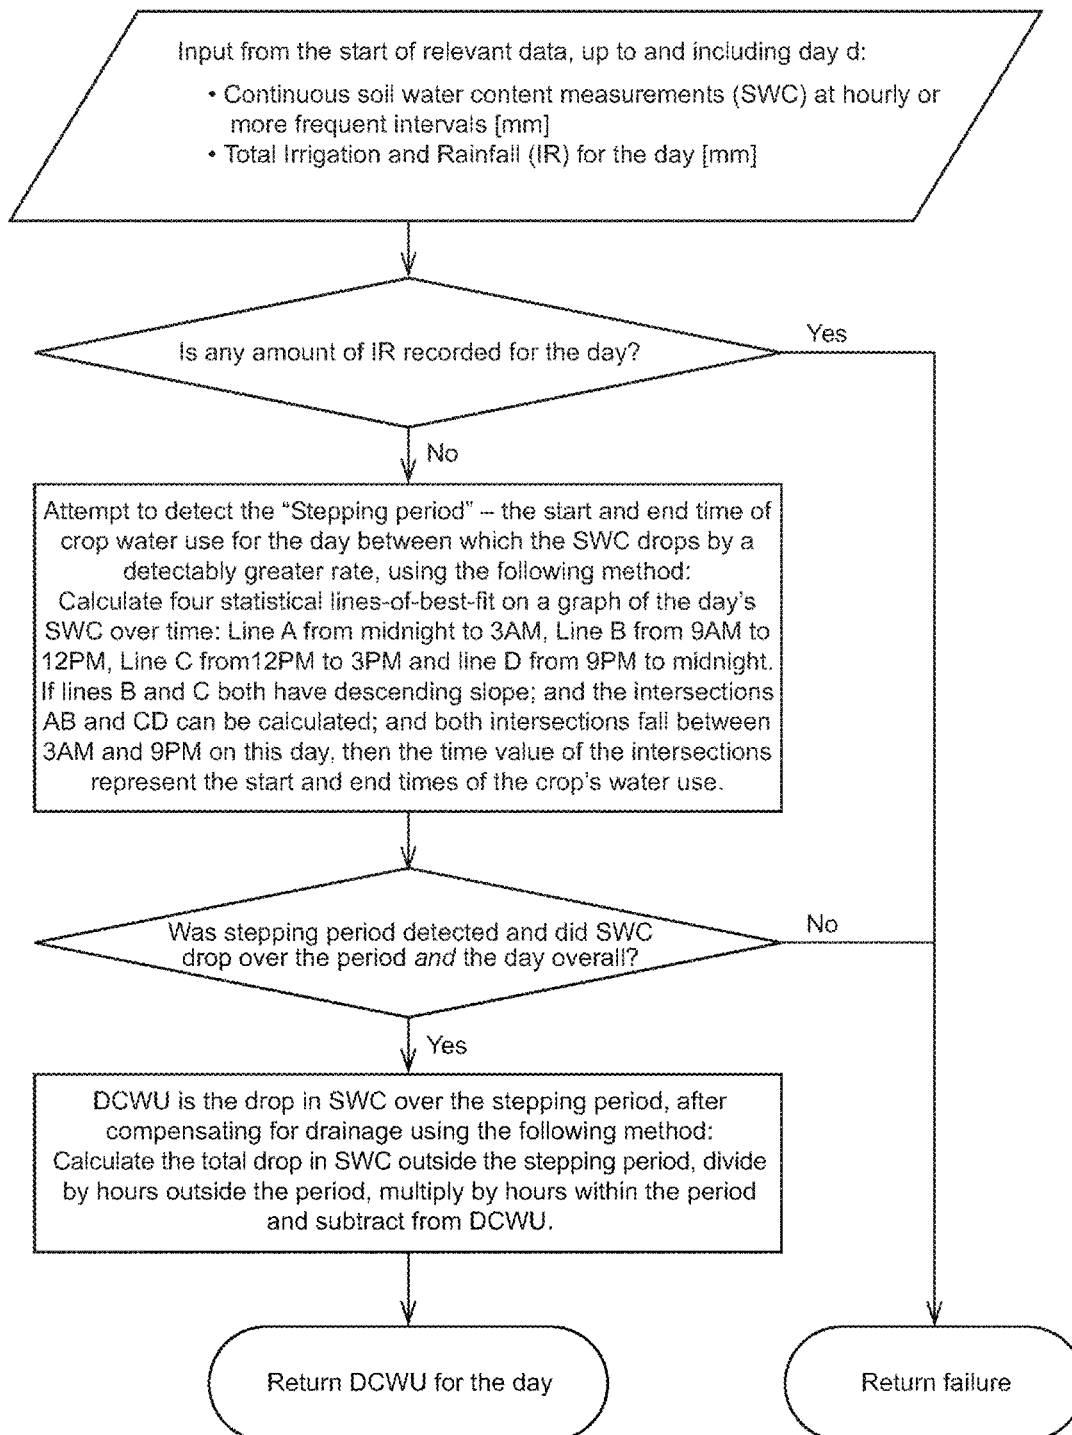 Input from the start of relevant data, up to and including day d:
• Continuous soil water content measurements (SWC) at hourly or
more frequent intervals [mm]
• Total Irrigation and Rainfall (IR) for the day [mm]
Is any amount of IR recorded for the day?
Yes
No
Attempt to detect the “Stepping period” – the start and end time of
crop water use for the day between which the SWC drops by a
detectably greater rate, using the following method:
Calculate four statistical lines-of-best-fit on a graph of the day's
SWC over time: Line A from midnight to 3AM, Line B from 9AM to
12PM, Line C from12PM to 3PM and line D from 9PM to midnight.
If lines B and C both have descending slope; and the intersections
AB and CD can be calculated; and both intersections fall between
3AM and 9PM on this day, then the time value of the intersections
represent the start and end times of the crop's water use.
Was stepping period detected and did SWC
drop over the period and the day overall?
No
Yes
DCWU is the drop in SWC over the stepping period, after
compensating for drainage using the following method:
Calculate the total drop in SWC outside the stepping period, divide
by hours outside the period, multiply by hours within the period
and subtract from DCWU.
Return DCWU for the day
Return failure